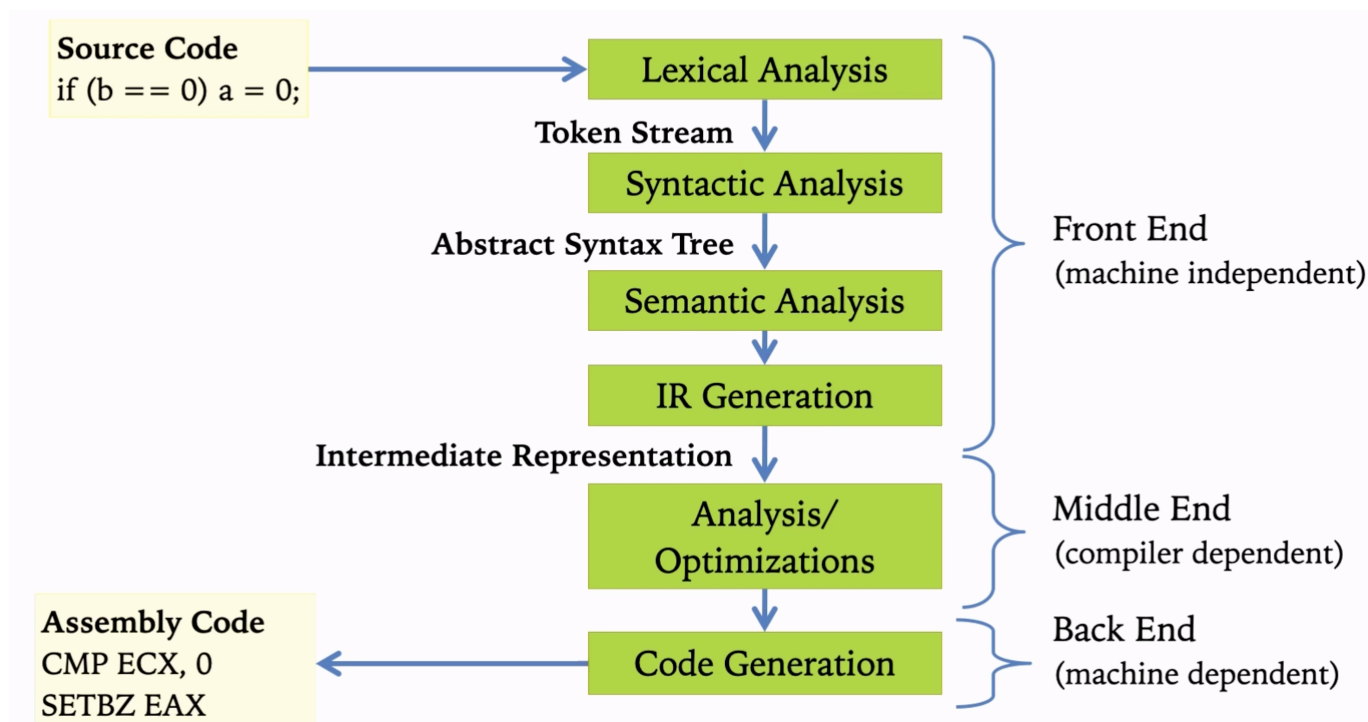 Source Code
if (b == 0) a = 0;
Lexical Analysis
Token Stream
Syntactic Analysis
Abstract Syntax Tree
Semantic Analysis
IR Generation
Intermediate Representation
Analysis/
Optimizations
Code Generation
Assembly Code
CMP ECX, 0
SETBZ EAX
Front End
(machine independent)
Middle End
(compiler dependent)
Back End
(machine dependent)